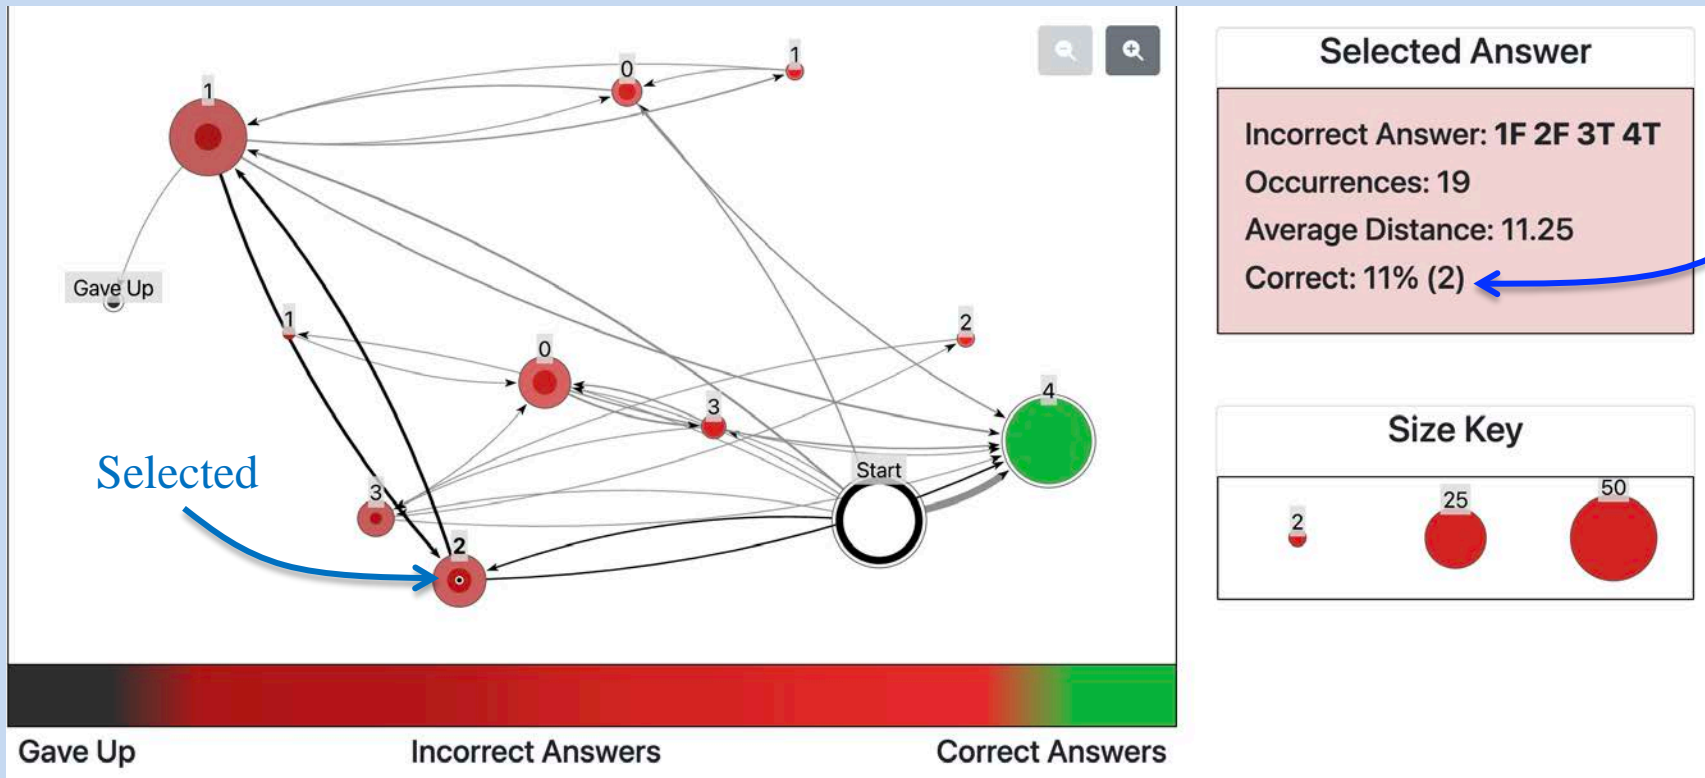 1
0
1
Gave Up
1
0
2
3
4
Start
3
2
Selected
Gave Up
Incorrect Answers
Correct Answers
Selected Answer
Incorrect Answer: 1F 2F 3T 4T
Occurrences: 19
Average Distance: 11.25
Correct: 11% (2)
Size Key
2
25
50